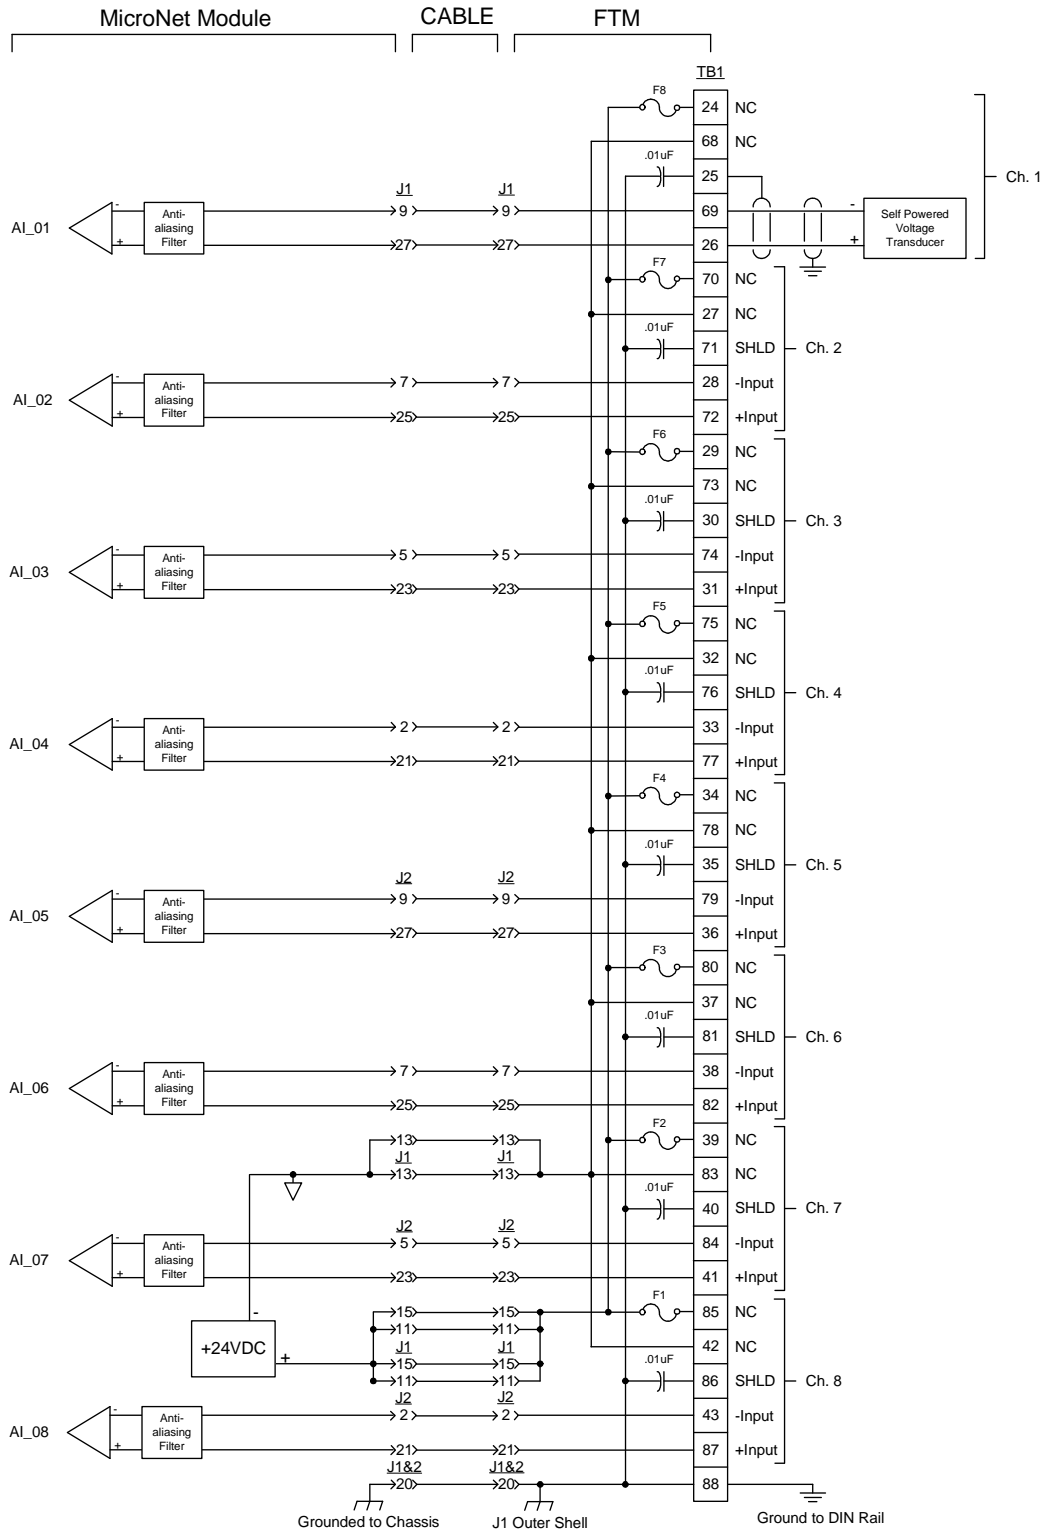 MicroNet Module CABLE FTM
TB1
F8 24 NC
68 NC
.01uF 25
Ch. 1
J1 J1
AI_01 - Anti-aliasing Filter 9 9 69 - Self Powered Voltage Transducer
+ 27 27 26 +
F7 70 NC
27 NC
.01uF 71 SHLD Ch. 2
AI_02 - Anti-aliasing Filter 7 7 28 -Input
+ 25 25 72 +Input
F6 29 NC
73 NC
.01uF 30 SHLD Ch. 3
AI_03 - Anti-aliasing Filter 5 5 74 -Input
+ 23 23 31 +Input
F5 75 NC
32 NC
.01uF 76 SHLD Ch. 4
AI_04 - Anti-aliasing Filter 2 2 33 -Input
+ 21 21 77 +Input
F4 34 NC
78 NC
.01uF 35 SHLD Ch. 5
J2 J2
AI_05 - Anti-aliasing Filter 9 9 79 -Input
+ 27 27 36 +Input
F3 80 NC
37 NC
.01uF 81 SHLD Ch. 6
AI_06 - Anti-aliasing Filter 7 7 38 -Input
+ 25 25 82 +Input
13 13 F2 39 NC
J1 J1
13 13 83 NC
.01uF 40 SHLD Ch. 7
J2 J2
AI_07 - Anti-aliasing Filter 5 5 84 -Input
+ 23 23 41 +Input
- 15 15 F1 85 NC
11 11
+24VDC + J1 J1 42 NC
15 15
11 11 .01uF 86 SHLD Ch. 8
J2 J2
AI_08 - Anti-aliasing Filter 2 2 43 -Input
+ 21 21 87 +Input
J1&2 J1&2
20 20 88
Grounded to Chassis J1 Outer Shell Ground to DIN Rail